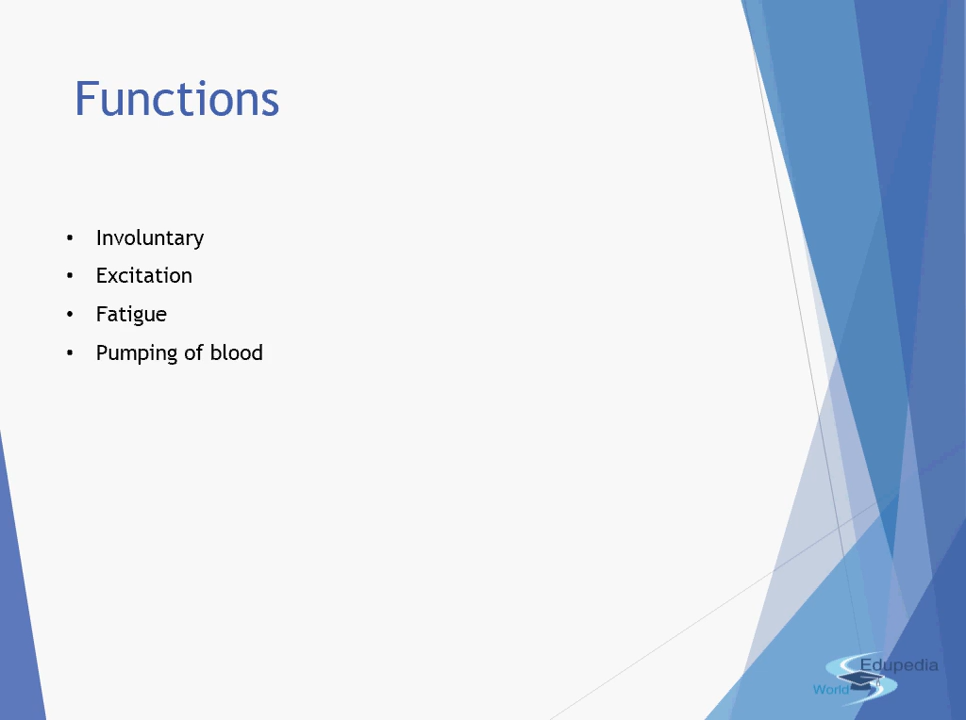 Functions
• Involuntary
• Excitation
• Fatigue
• Pumping of blood
Edupedia
World